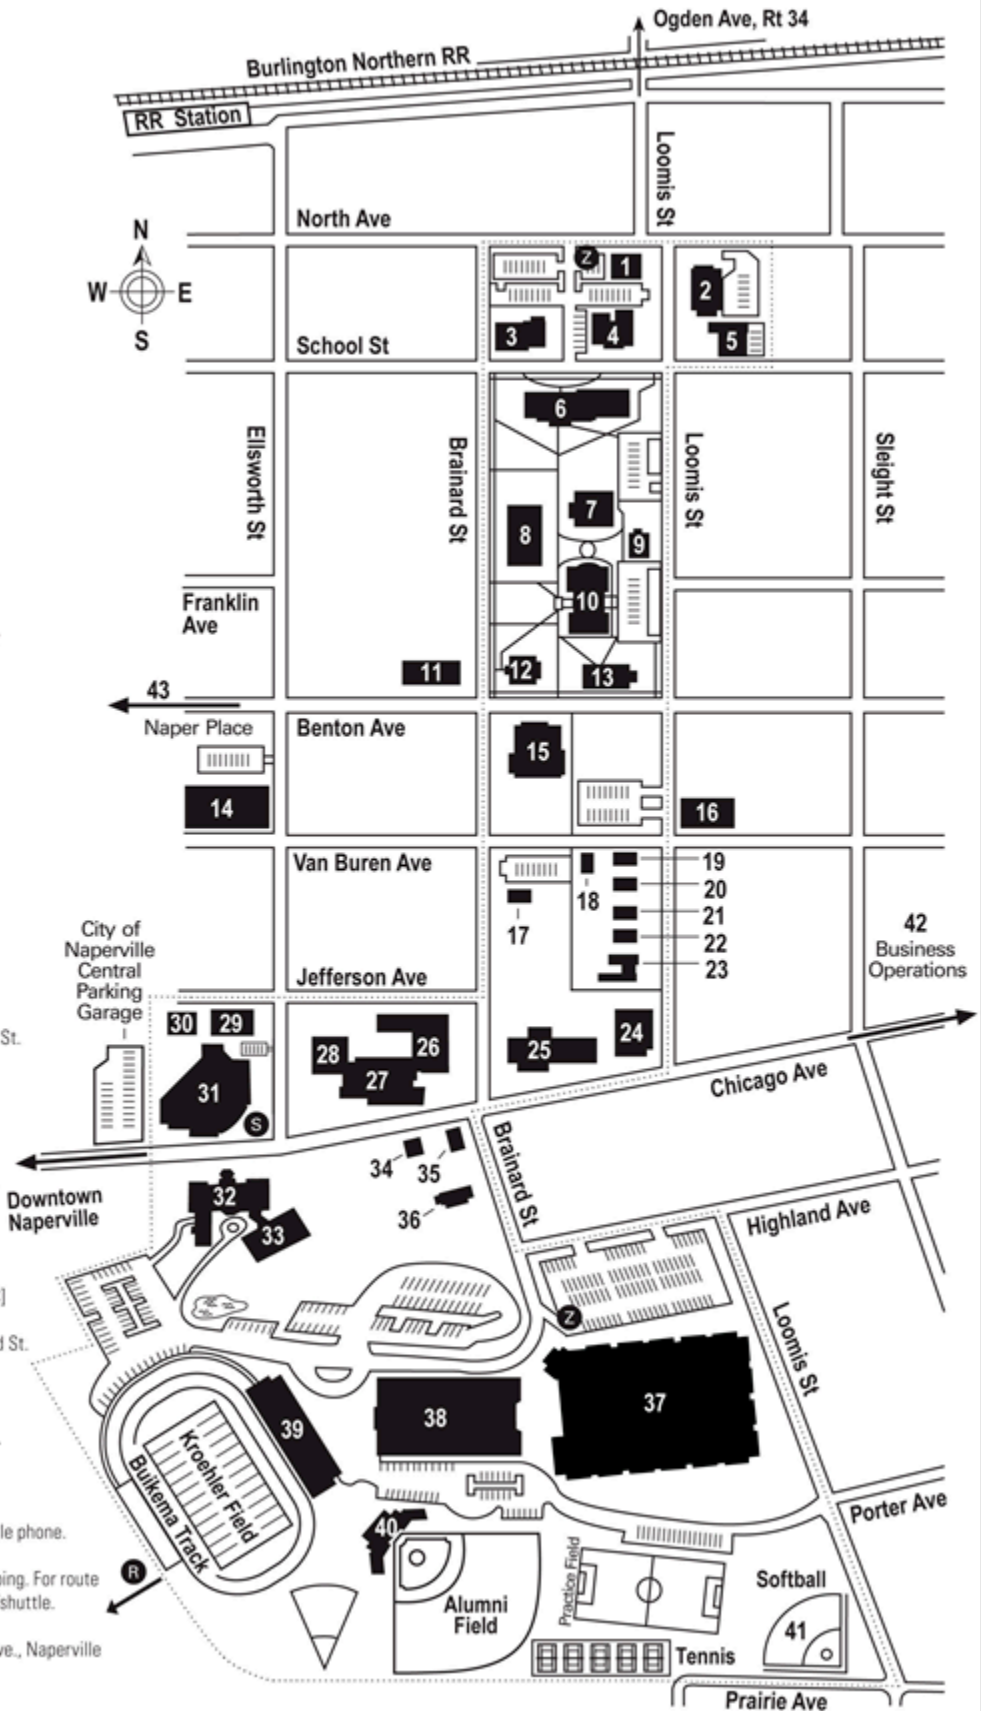 Ogden Ave, Rt 34
Burlington Northern RR
RR Station
Loomis St
North Ave
N
W E
S
Z
1
2
3
4
5
School St
6
Ellsworth St
Brainard St
Loomis St
Sleight St
7
8
9
10
Franklin
Ave
11
12
13
43
Naper Place
Benton Ave
15
14
16
Van Buren Ave
19
18
20
17
21
22
23
42
Business
Operations
City of
Naperville
Central
Parking
Garage
Jefferson Ave
St.
30
29
28
26
27
25
24
31
S
Chicago Ave
34
35
36
Brainard St
Downtown
Naperville
32
33
Highland Ave
Z
]
d St.
Loomis St
37
38
39
Kroehler Field
Buikema Track
40
Porter Ave
le phone.
R
ping. For route
shuttle.
Practice Field
Softball
Alumni
Field
41
ve., Naperville
Tennis
Prairie Ave